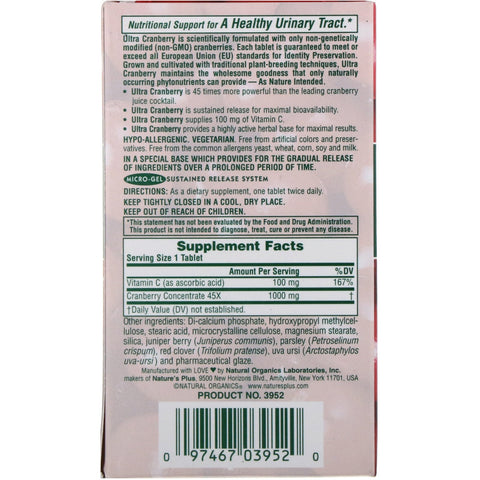 Nutritional Support for A Healthy Urinary Tract.*
Ultra Cranberry is scientifically formulated with only non-genetically
modified (non-GMO) cranberries. Each tablet is guaranteed to meet or
exceed all European Union (EU) standards for Identity Preservation.
Grown and cultivated with traditional plant-breeding techniques, Ultra
Cranberry maintains the wholesome goodness that only naturally
occurring phytonutrients can provide — As Nature Intended.
• Ultra Cranberry is 45 times more powerful than the leading cranberry
juice cocktail.
• Ultra Cranberry is sustained release for maximal bioavailability.
• Ultra Cranberry supplies 100 mg of Vitamin C.
• Ultra Cranberry provides a highly active herbal base for maximal results.
HYPO-ALLERGENIC. VEGETARIAN. Free from artificial colors and preser-
vatives. Free from the common allergens yeast, wheat, corn, soy and milk.
IN A SPECIAL BASE WHICH PROVIDES FOR THE GRADUAL RELEASE
OF INGREDIENTS OVER A PROLONGED PERIOD OF TIME.
MICRO-GEL SUSTAINED RELEASE SYSTEM
DIRECTIONS: As a dietary supplement, one tablet twice daily.
KEEP TIGHTLY CLOSED IN A COOL, DRY PLACE.
KEEP OUT OF REACH OF CHILDREN.
*This statement has not been evaluated by the Food and Drug Administration.
This product is not intended to diagnose, treat, cure or prevent any disease.
Supplement Facts
Serving Size 1 Tablet
Amount Per Serving %DV
Vitamin C (as ascorbic acid) 100 mg 167%
Cranberry Concentrate 45X 1000 mg †
†Daily Value (DV) not established.
Other ingredients: Di-calcium phosphate, hydroxypropyl methylcel-
lulose, stearic acid, microcrystalline cellulose, magnesium stearate,
silica, juniper berry (Juniperus communis), parsley (Petroselinum
crispum), red clover (Trifolium pratense), uva ursi (Arctostaphylos
uva-ursi) and pharmaceutical glaze.
Manufactured with LOVE ♥ by Natural Organics Laboratories, Inc.
makers of Nature's Plus, 9500 New Horizons Blvd., Amityville, New York 11701, USA
©NATURAL ORGANICS® www.naturesplus.com
PRODUCT NO. 3952
0 97467 03952 0